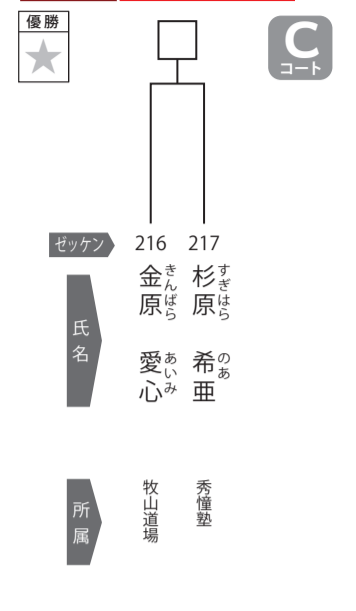 優勝
C
コート
ゼッケン
216 217
氏名
金原 愛心
きんばら あいみ
杉原 希亜
すぎはら のあ
所属
牧山道場
秀憧塾